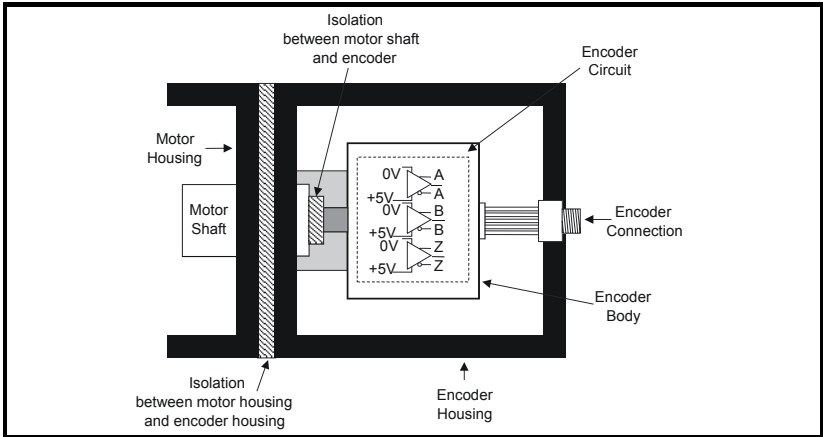 Isolation
between motor shaft
and encoder
Encoder
Circuit
Motor
Housing
Motor
Shaft
0V
A
+5V
A̅
0V
B
+5V
B̅
0V
Z
+5V
Z̅
Encoder
Connection
Encoder
Body
Isolation
between motor housing
and encoder housing
Encoder
Housing